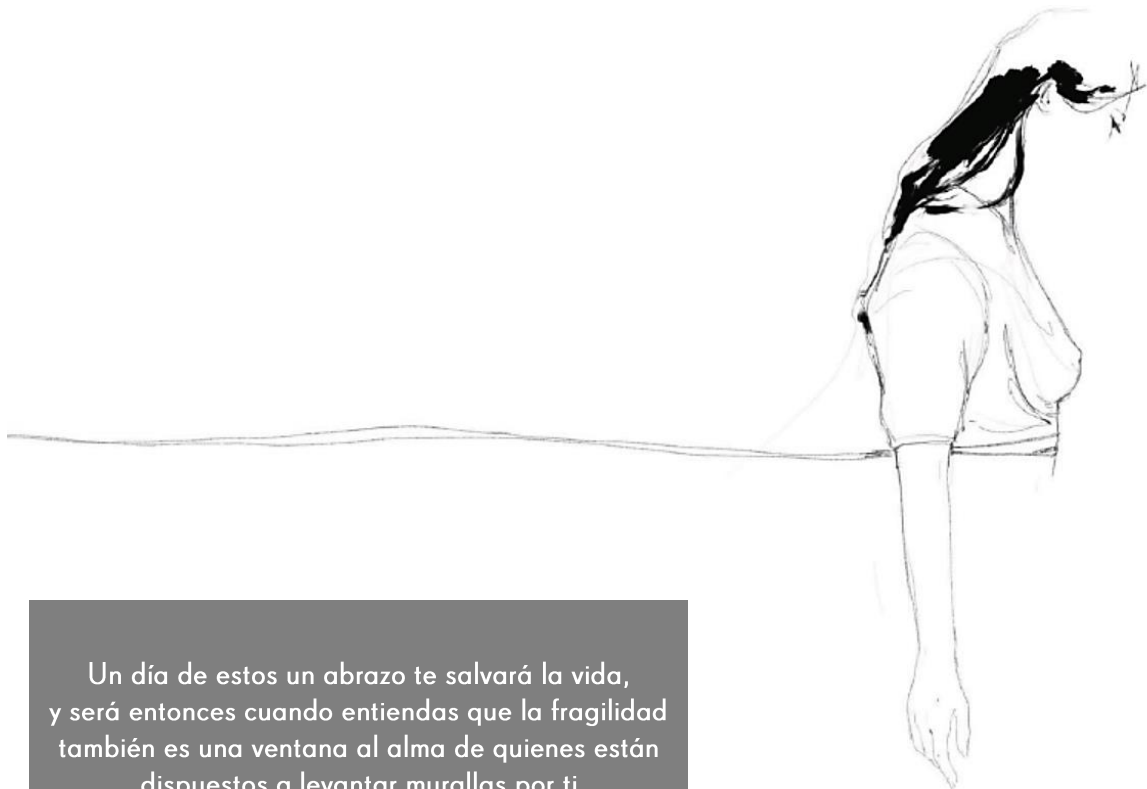 Un día de estos un abrazo te salvará la vida,
y será entonces cuando entiendas que la fragilidad
también es una ventana al alma de quienes están
dispuestos a levantar murallas por ti